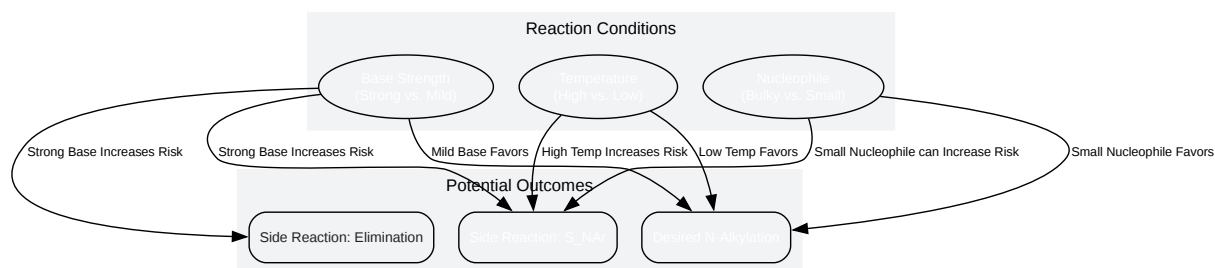 Reaction Conditions
Base Strength
(Strong vs. Mild)
Temperature
(High vs. Low)
Nucleophile
(Bulky vs. Small)
Strong Base Increases Risk
Strong Base Increases Risk
Mild Base Favors
High Temp Increases Risk
Low Temp Favors
Small Nucleophile can Increase Risk
Small Nucleophile Favors
Potential Outcomes
Side Reaction: Elimination
Side Reaction: S_NAr
Desired N-Alkylation